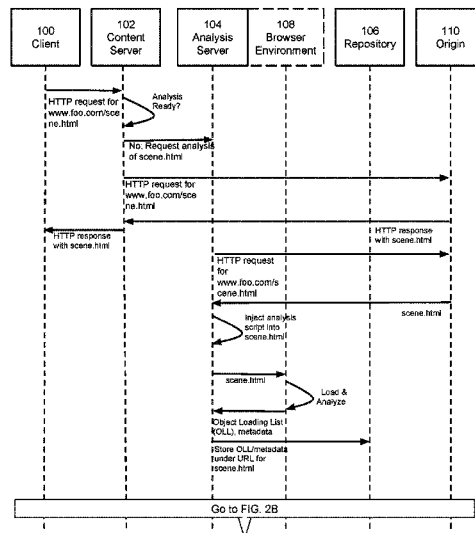 100
Client
102
Content
Server
104
Analysis
Server
108
Browser
Environment
106
Repository
110
Origin
HTTP request for
www.foo.com/sce
ne.html
Analysis
Ready?
No: Request analysis
of scene.html
HTTP request for
www.foo.com/sce
ne.html
HTTP response
with scene.html
HTTP response
with scene.html
HTTP request
for
www.foo.com/s
cene.html
scene.html
Inject analysis
script into
scene.html
scene.html
Load &
Analyze
Object Loading List
(OLL), metadata
Store OLL/metadata
under URL for
scene.html
Go to FIG. 2B